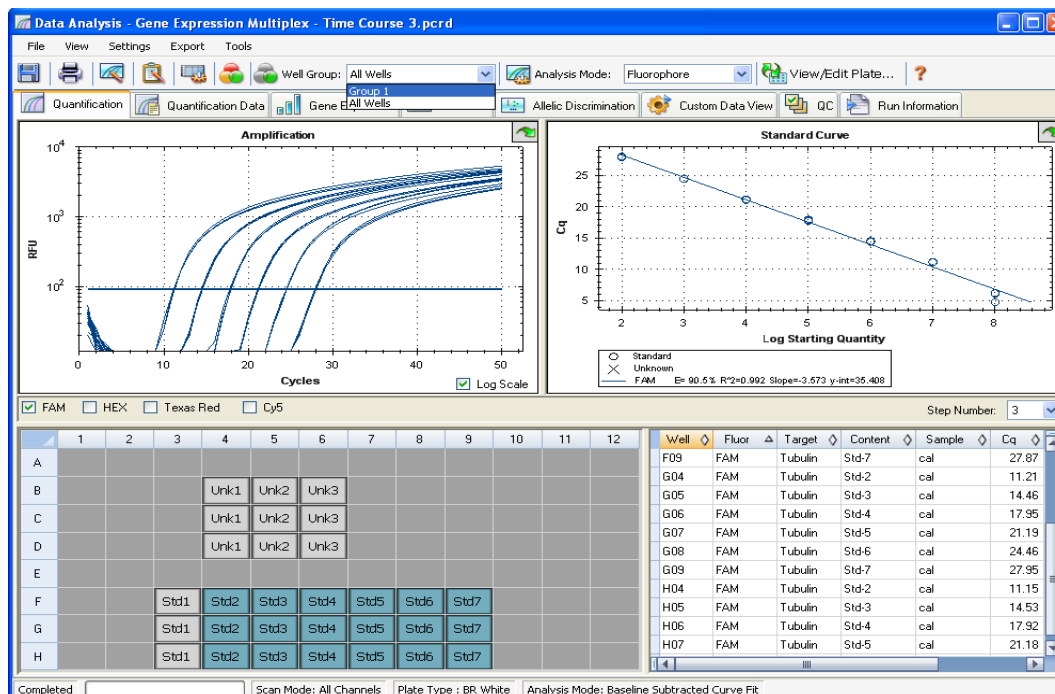 Data Analysis - Gene Expression Multiplex - Time Course 3.pcrd
File View Settings Export Tools
Well Group: All Wells Analysis Mode: Fluorophore View/Edit Plate... ?
Group 1
All Wells
Quantification Quantification Data Gene E Allelic Discrimination Custom Data View QC Run Information
Amplification
10^4
10^3
10^2
RFU
0 10 20 30 40 50
Cycles
Log Scale
Standard Curve
25
20
15
10
5
Cq
2 3 4 5 6 7 8
Log Starting Quantity
Standard
Unknown
FAM E= 90.5% R^2=0.992 Slope=-3.573 y-int=35.408
FAM HEX Texas Red Cy5 Step Number: 3
1 2 3 4 5 6 7 8 9 10 11 12
A
B Unk1 Unk2 Unk3
C Unk1 Unk2 Unk3
D Unk1 Unk2 Unk3
E
F Std1 Std2 Std3 Std4 Std5 Std6 Std7
G Std1 Std2 Std3 Std4 Std5 Std6 Std7
H Std1 Std2 Std3 Std4 Std5 Std6 Std7
Well Fluor Target Content Sample Cq
F09 FAM Tubulin Std-7 cal 27.87
G04 FAM Tubulin Std-2 cal 11.21
G05 FAM Tubulin Std-3 cal 14.46
G06 FAM Tubulin Std-4 cal 17.95
G07 FAM Tubulin Std-5 cal 21.19
G08 FAM Tubulin Std-6 cal 24.46
G09 FAM Tubulin Std-7 cal 27.95
H04 FAM Tubulin Std-2 cal 11.15
H05 FAM Tubulin Std-3 cal 14.53
H06 FAM Tubulin Std-4 cal 17.92
H07 FAM Tubulin Std-5 cal 21.18
Completed Scan Mode: All Channels Plate Type : BR White Analysis Mode: Baseline Subtracted Curve Fit